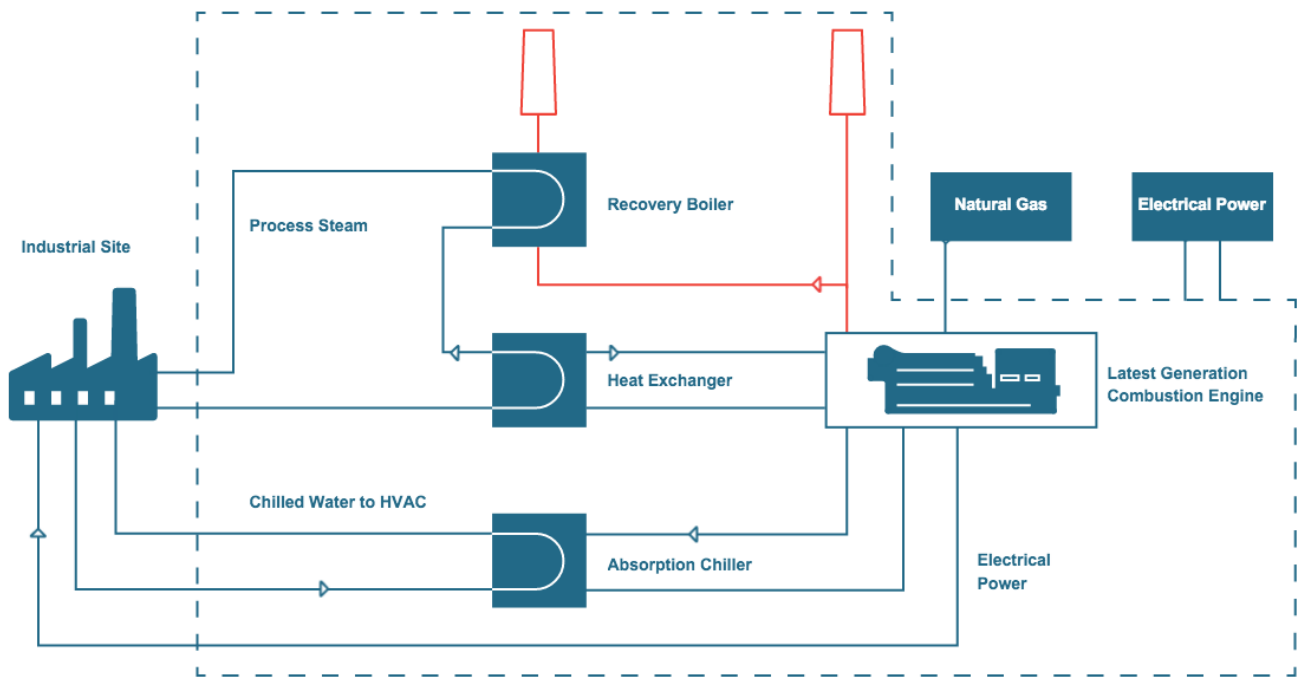 Recovery Boiler
Natural Gas
Electrical Power
Process Steam
Industrial Site
Heat Exchanger
Latest Generation
Combustion Engine
Chilled Water to HVAC
Absorption Chiller
Electrical
Power